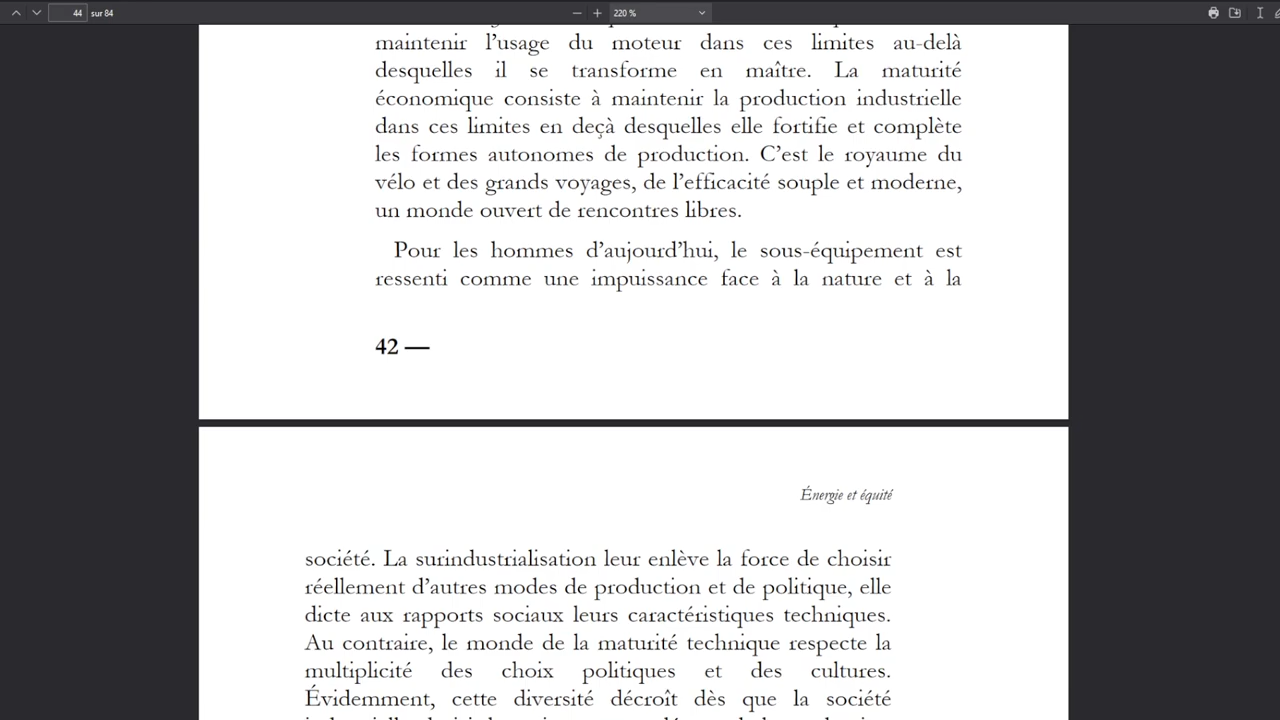 44 sur 84
220 %
maintenir l’usage du moteur dans ces limites au-delà
desquelles il se transforme en maître. La maturité
économique consiste à maintenir la production industrielle
dans ces limites en deçà desquelles elle fortifie et complète
les formes autonomes de production. C’est le royaume du
vélo et des grands voyages, de l’efficacité souple et moderne,
un monde ouvert de rencontres libres.
Pour les hommes d’aujourd’hui, le sous-équipement est
ressenti comme une impuissance face à la nature et à la
42 —
Énergie et équité
société. La surindustrialisation leur enlève la force de choisir
réellement d’autres modes de production et de politique, elle
dicte aux rapports sociaux leurs caractéristiques techniques.
Au contraire, le monde de la maturité technique respecte la
multiplicité des choix politiques et des cultures.
Évidemment, cette diversité décroît dès que la société